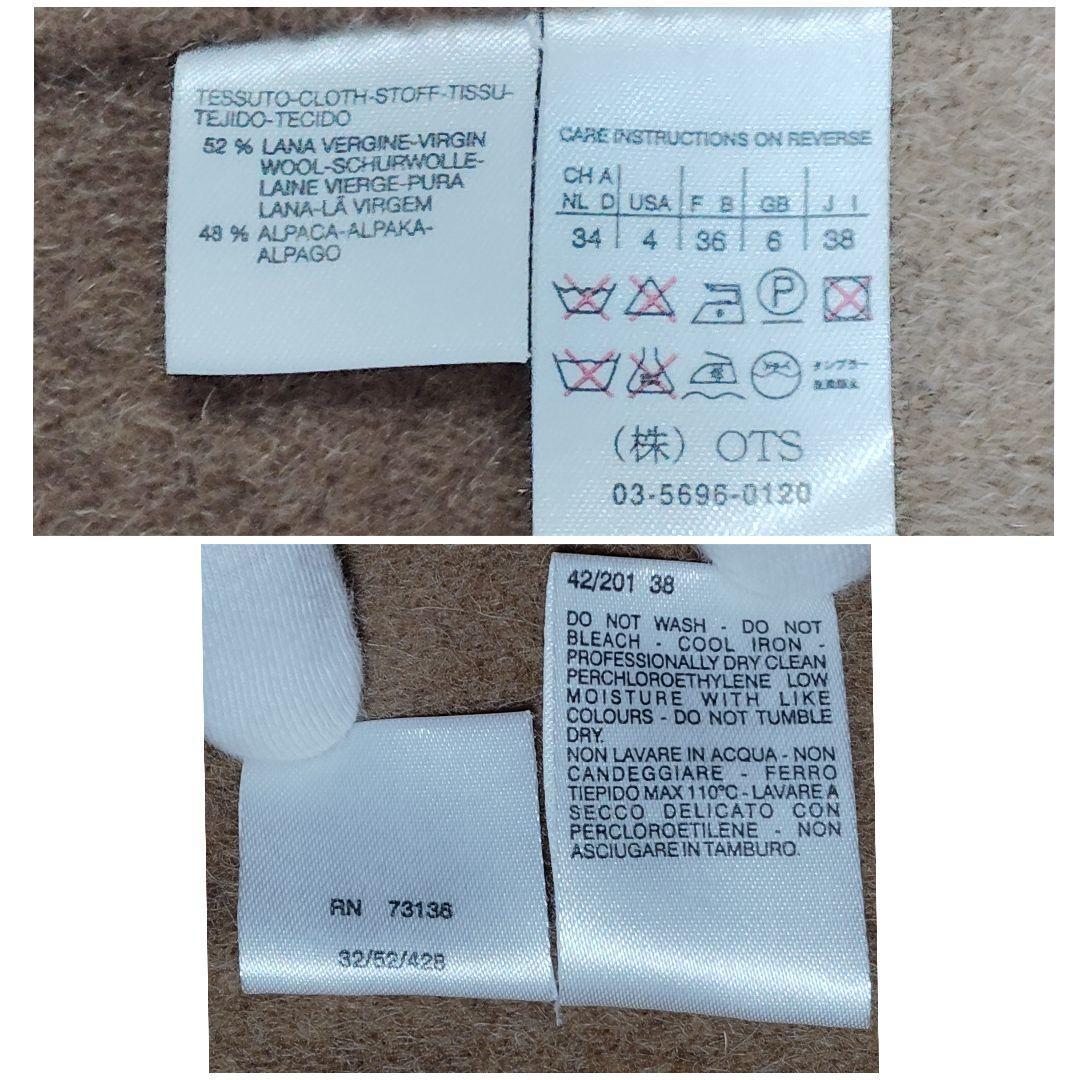 TESSUTO-CLOTH-STOFF-TISSU-
TEJIDO-TECIDO
52 % LANA VERGINE-VIRGIN
WOOL-SCHURWOLLE-
LAINE VIERGE-PURA
LANA-LÃ VIRGEM
48 % ALPACA-ALPAKA-
ALPAGO
CARE INSTRUCTIONS ON REVERSE
CH A
NL D USA F B GB J I
34 4 36 6 38
P
タンブラー
(株) OTS
03-5696-0120
RN 73136
32/52/428
42/201 38
DO NOT WASH - DO NOT
BLEACH - COOL IRON -
PROFESSIONALLY DRY CLEAN
PERCHLOROETHYLENE LOW
MOISTURE WITH LIKE
COLOURS - DO NOT TUMBLE
DRY.
NON LAVARE IN ACQUA - NON
CANDEGGIARE - FERRO
TIEPIDO MAX 110°C - LAVARE A
SECCO DELICATO CON
PERCLOROETILENE - NON
ASCIUGARE IN TAMBURO.